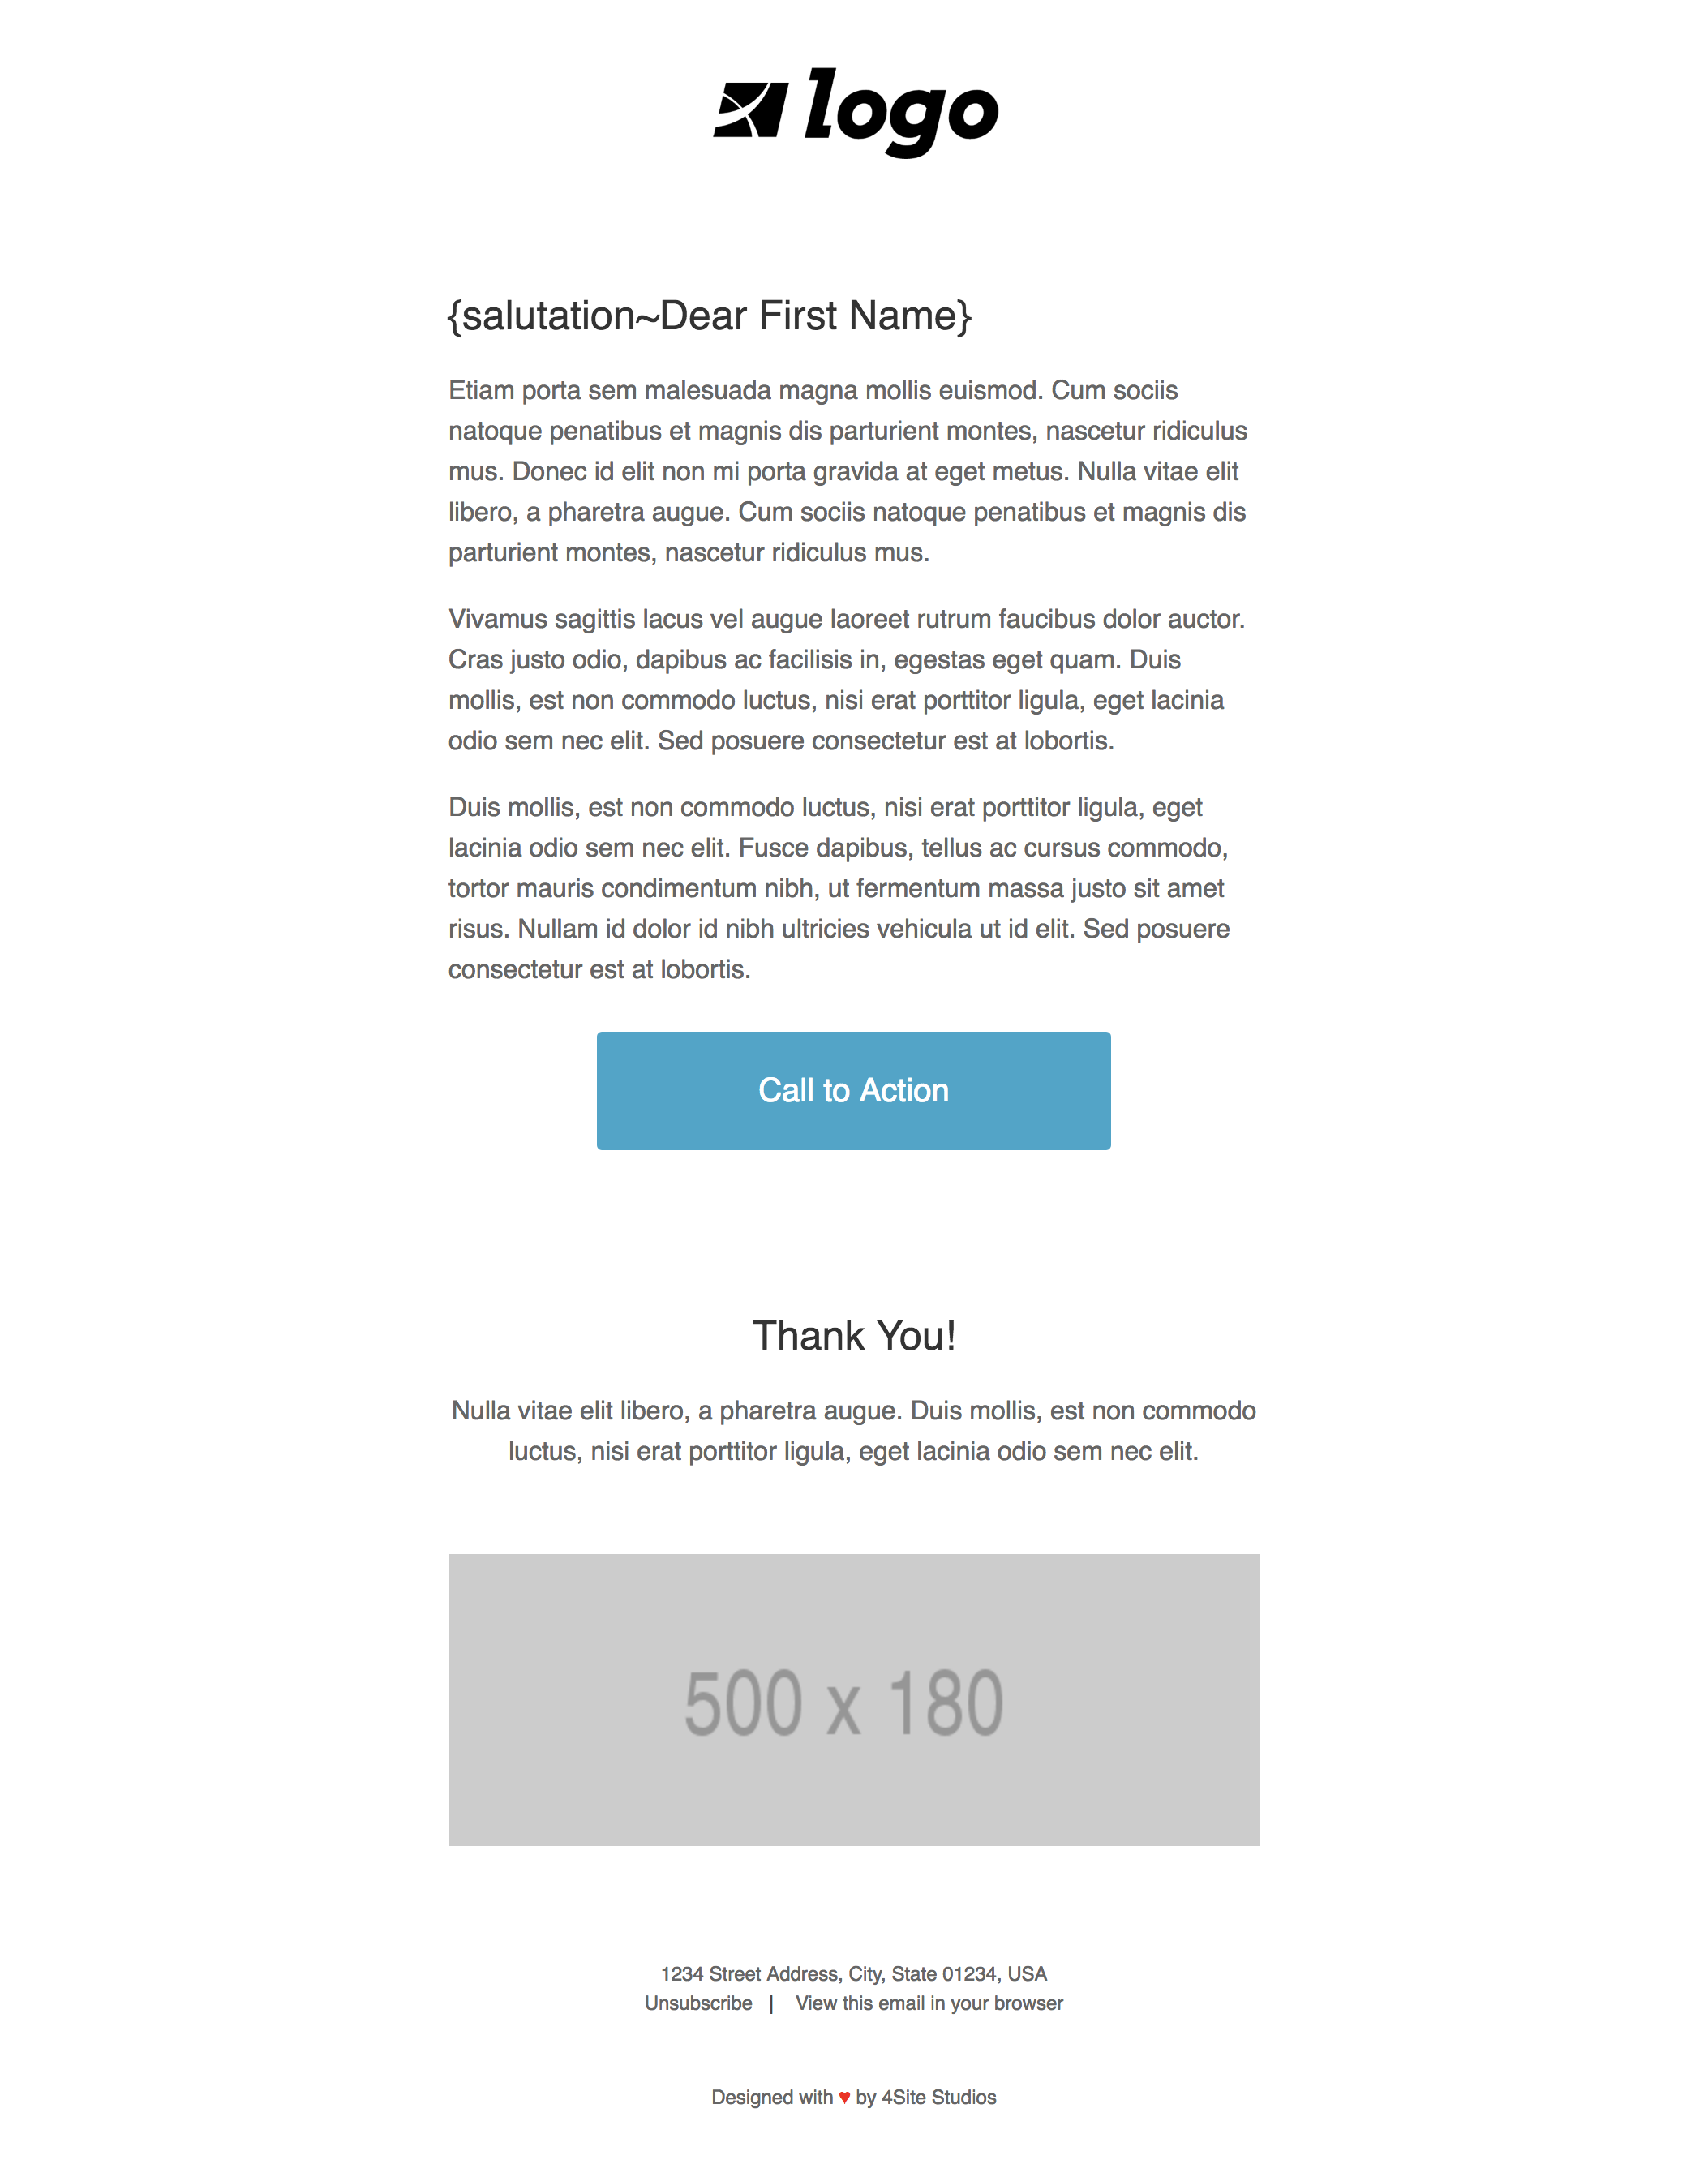 logo
{salutation~Dear First Name}
Etiam porta sem malesuada magna mollis euismod. Cum sociis
natoque penatibus et magnis dis parturient montes, nascetur ridiculus
mus. Donec id elit non mi porta gravida at eget metus. Nulla vitae elit
libero, a pharetra augue. Cum sociis natoque penatibus et magnis dis
parturient montes, nascetur ridiculus mus.
Vivamus sagittis lacus vel augue laoreet rutrum faucibus dolor auctor.
Cras justo odio, dapibus ac facilisis in, egestas eget quam. Duis
mollis, est non commodo luctus, nisi erat porttitor ligula, eget lacinia
odio sem nec elit. Sed posuere consectetur est at lobortis.
Duis mollis, est non commodo luctus, nisi erat porttitor ligula, eget
lacinia odio sem nec elit. Fusce dapibus, tellus ac cursus commodo,
tortor mauris condimentum nibh, ut fermentum massa justo sit amet
risus. Nullam id dolor id nibh ultricies vehicula ut id elit. Sed posuere
consectetur est at lobortis.
Call to Action
Thank You!
Nulla vitae elit libero, a pharetra augue. Duis mollis, est non commodo
luctus, nisi erat porttitor ligula, eget lacinia odio sem nec elit.
500 x 180
1234 Street Address, City, State 01234, USA
Unsubscribe | View this email in your browser
Designed with ♥ by 4Site Studios